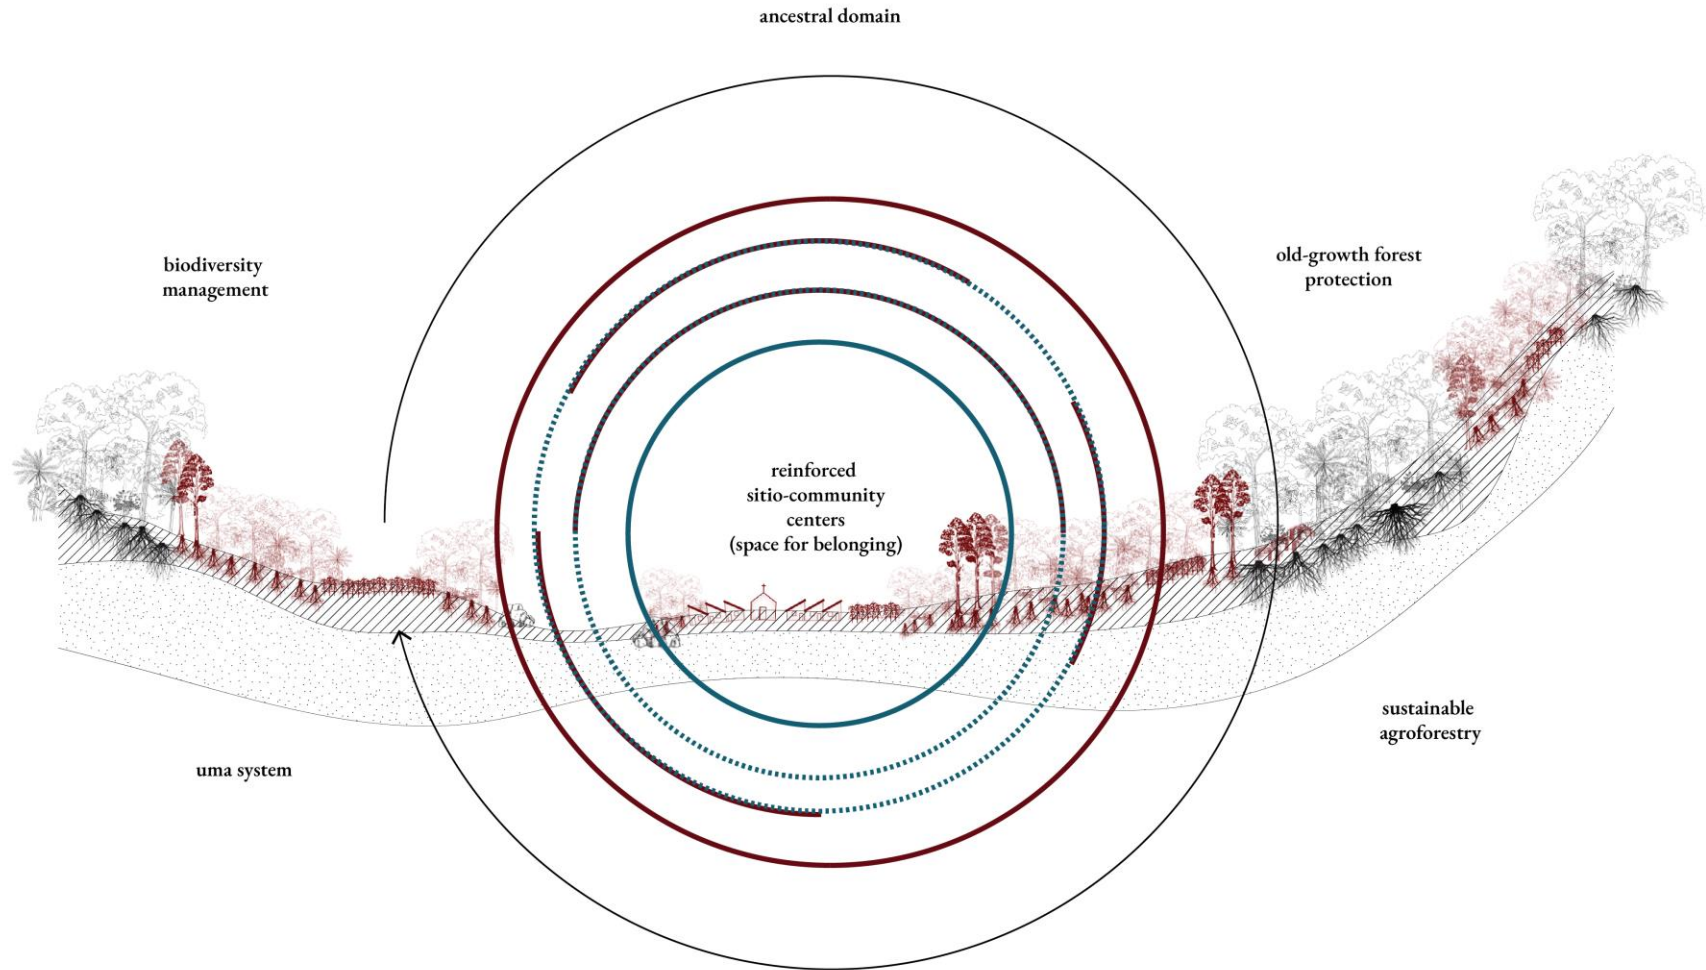 ancestral domain
biodiversity
management
old-growth forest
protection
reinforced
sitio-community
centers
(space for belonging)
sustainable
agroforestry
uma system